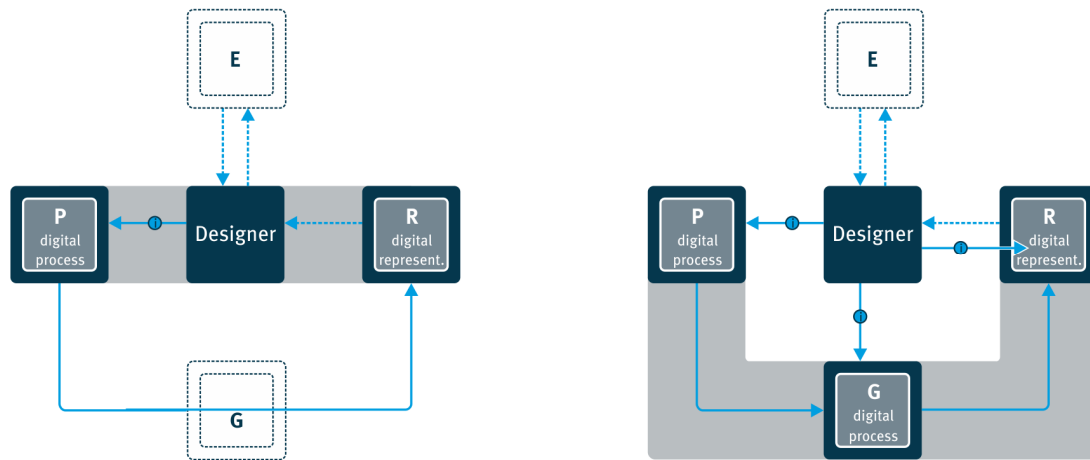 E
P
digital
process
i
Designer
R
digital
represent.
G
E
P
digital
process
i
Designer
i
R
digital
represent.
i
G
digital
process